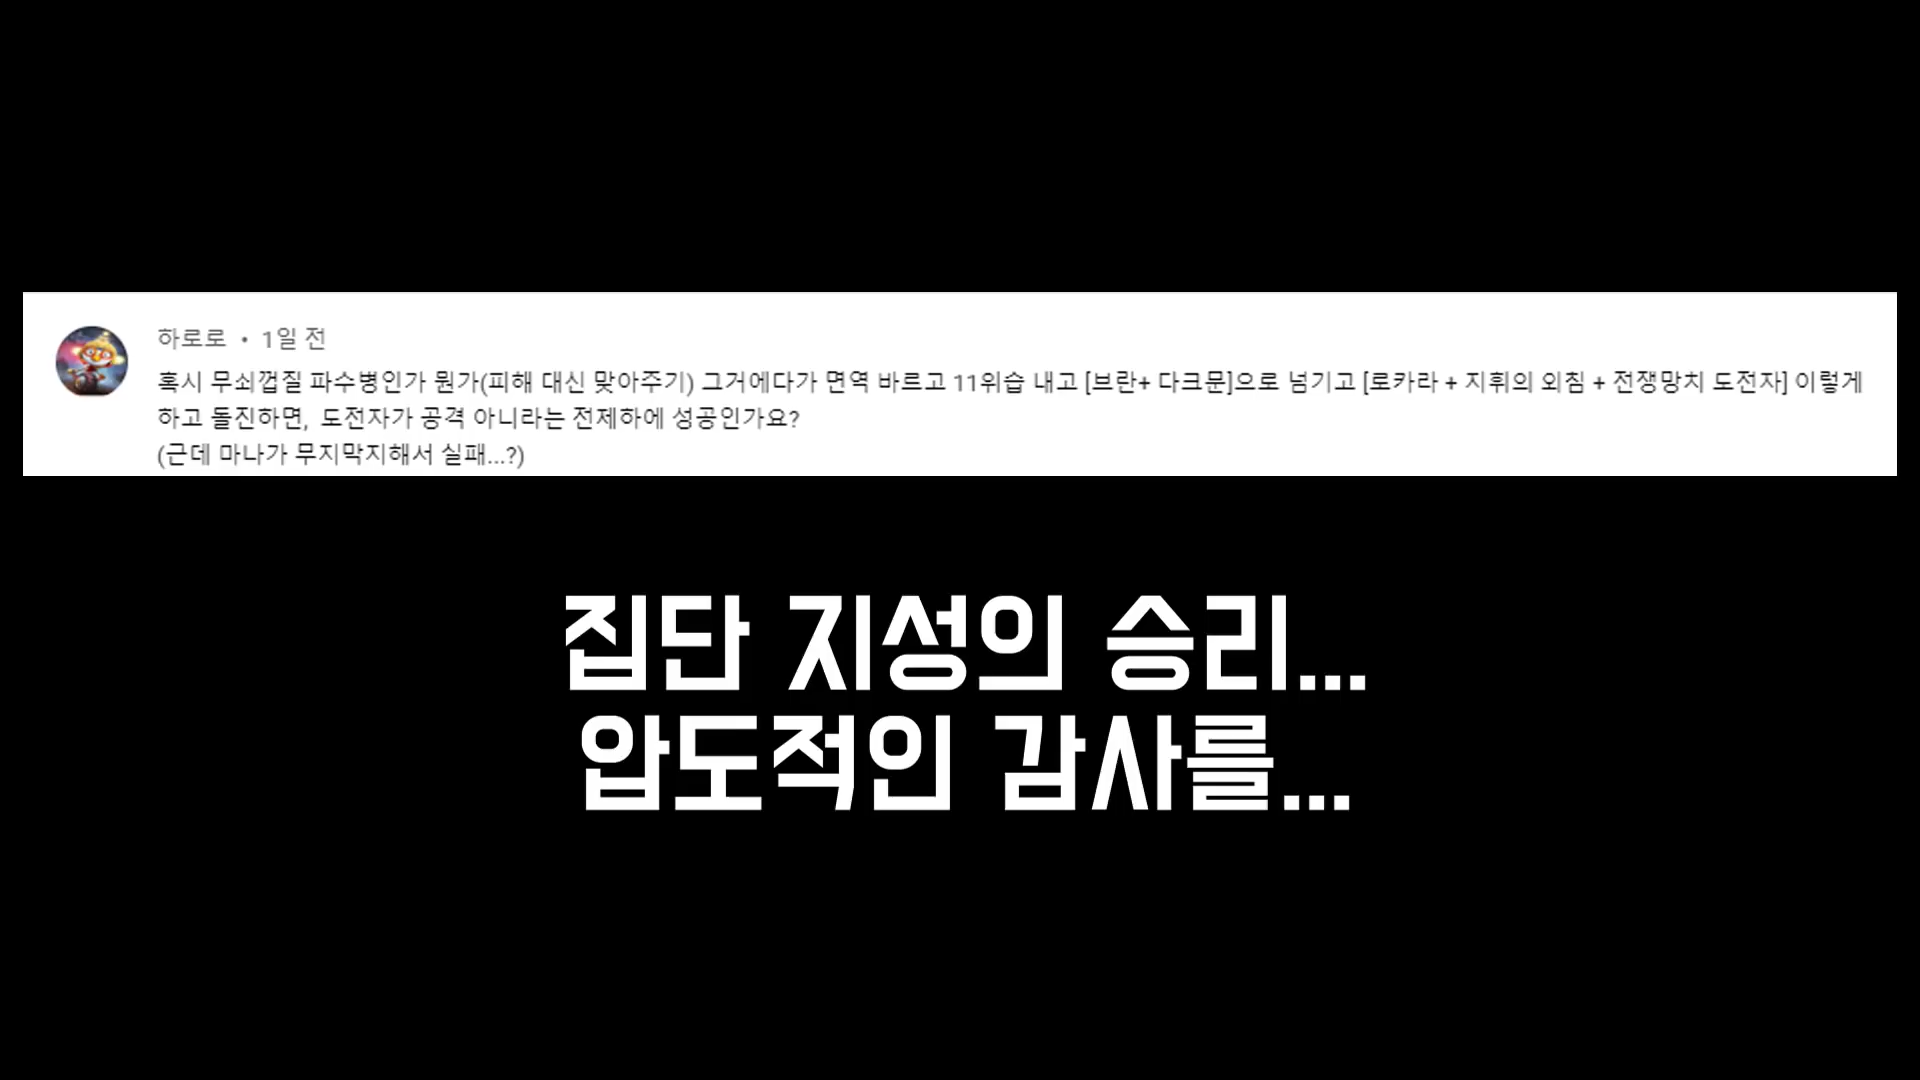 하로로 • 1일 전
혹시 무쇠껍질 파수병인가 뭔가(피해 대신 맞아주기) 그거에다가 면역 바르고 11위습 내고 [브란+ 다크문]으로 넘기고 [로카라 + 지휘의 외침 + 전쟁망치 도전자] 이렇게
하고 돌진하면, 도전자가 공격 아니라는 전제하에 성공인가요?
(근데 마나가 무지막지해서 실패...?)
집단 지성의 승리...
압도적인 감사를...